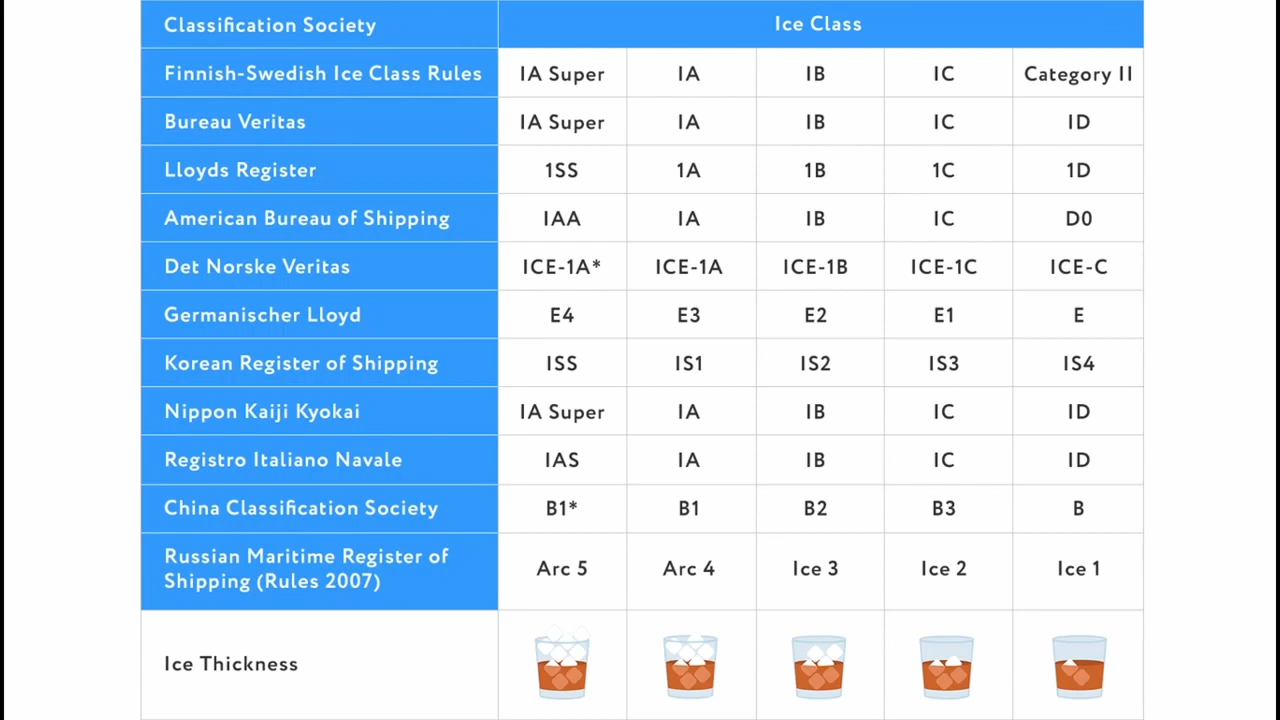 Classification Society Ice Class
Finnish-Swedish Ice Class Rules IA Super IA IB IC Category II
Bureau Veritas IA Super IA IB IC ID
Lloyds Register 1SS 1A 1B 1C 1D
American Bureau of Shipping IAA IA IB IC D0
Det Norske Veritas ICE-1A* ICE-1A ICE-1B ICE-1C ICE-C
Germanischer Lloyd E4 E3 E2 E1 E
Korean Register of Shipping ISS IS1 IS2 IS3 IS4
Nippon Kaiji Kyokai IA Super IA IB IC ID
Registro Italiano Navale IAS IA IB IC ID
China Classification Society B1* B1 B2 B3 B
Russian Maritime Register of
Shipping (Rules 2007) Arc 5 Arc 4 Ice 3 Ice 2 Ice 1
Ice Thickness